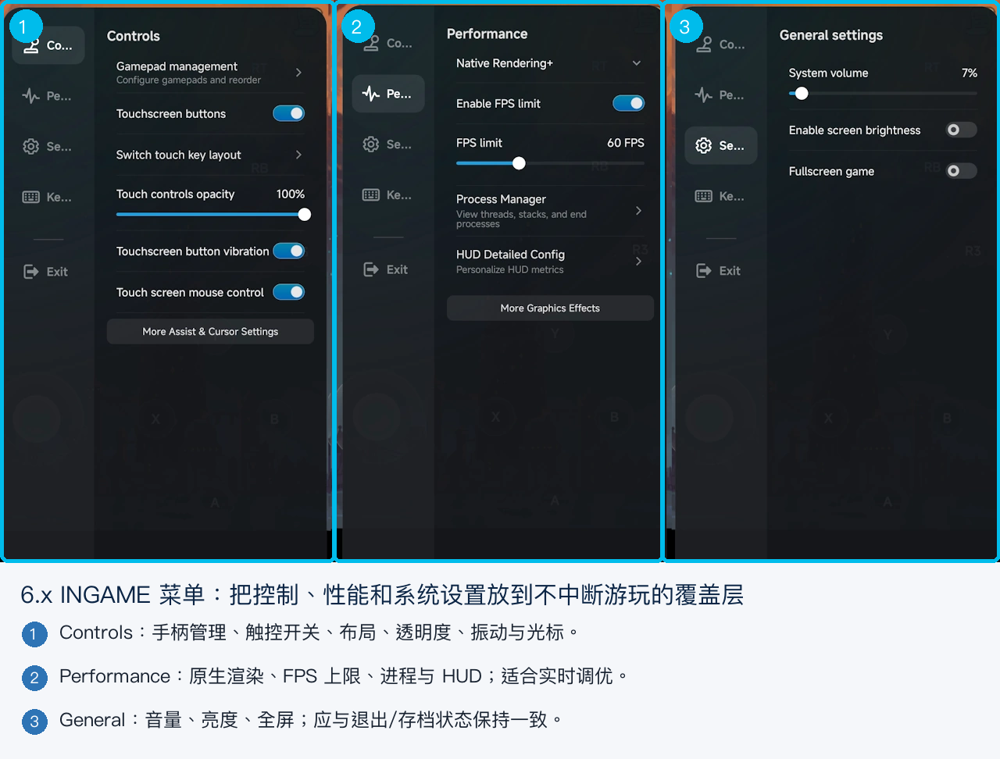 1
Co...
Pe...
Se...
Ke...
Exit
Controls
Gamepad management
Configure gamepads and reorder
Touchscreen buttons
Switch touch key layout
Touch controls opacity 100%
Touchscreen button vibration
Touch screen mouse control
More Assist & Cursor Settings
RB
X
B
A
2
Co...
Pe...
Se...
Ke...
Exit
Performance
Native Rendering+
Enable FPS limit
FPS limit 60 FPS
Process Manager
View threads, stacks, and end
processes
HUD Detailed Config
Personalize HUD metrics
More Graphics Effects
RT
RB
R3
Y
X
B
A
3
Co...
Pe...
Se...
Ke...
Exit
General settings
System volume 7%
Enable screen brightness
Fullscreen game
RT
RB
R3
Y
X
B
A
6.x INGAME 菜单：把控制、性能和系统设置放到不中断游玩的覆盖层
1 Controls：手柄管理、触控开关、布局、透明度、振动与光标。
2 Performance：原生渲染、FPS 上限、进程与 HUD；适合实时调优。
3 General：音量、亮度、全屏；应与退出/存档状态保持一致。